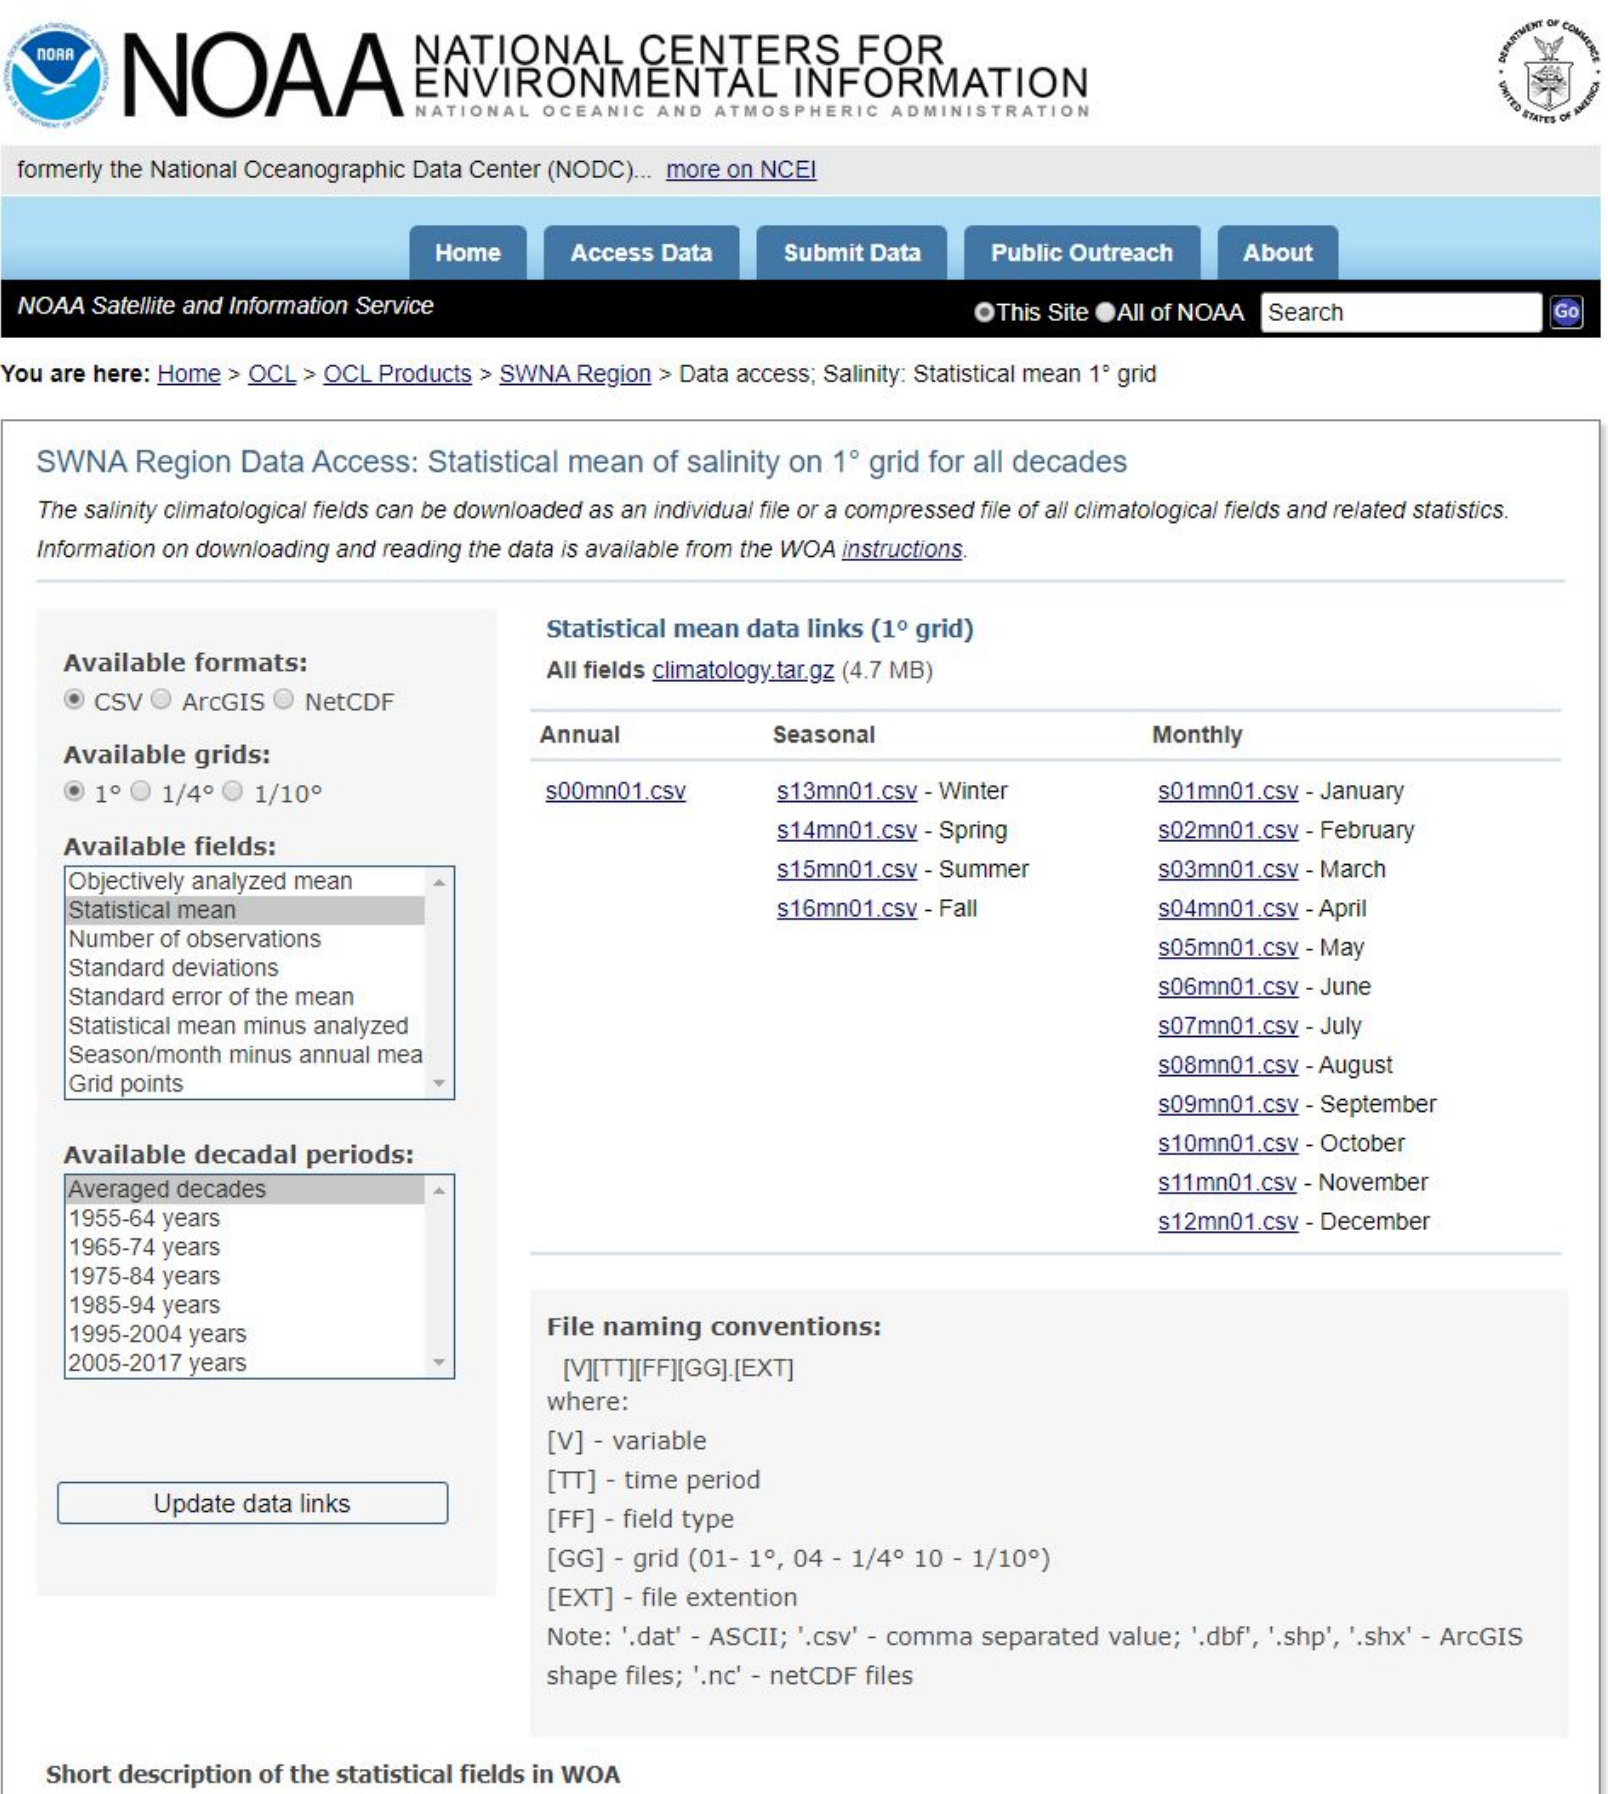 NOAA
NOAA NATIONAL CENTERS FOR
ENVIRONMENTAL INFORMATION
NATIONAL OCEANIC AND ATMOSPHERIC ADMINISTRATION
DEPARTMENT OF COMMERCE
UNITED STATES OF AMERICA
formerly the National Oceanographic Data Center (NODC)... more on NCEI
Home Access Data Submit Data Public Outreach About
NOAA Satellite and Information Service This Site All of NOAA Search Go
You are here: Home > OCL > OCL Products > SWNA Region > Data access; Salinity: Statistical mean 1° grid
SWNA Region Data Access: Statistical mean of salinity on 1° grid for all decades
The salinity climatological fields can be downloaded as an individual file or a compressed file of all climatological fields and related statistics.
Information on downloading and reading the data is available from the WOA instructions.
Available formats:
CSV ArcGIS NetCDF
Available grids:
1° 1/4° 1/10°
Available fields:
Objectively analyzed mean
Statistical mean
Number of observations
Standard deviations
Standard error of the mean
Statistical mean minus analyzed
Season/month minus annual mea
Grid points
Available decadal periods:
Averaged decades
1955-64 years
1965-74 years
1975-84 years
1985-94 years
1995-2004 years
2005-2017 years
Update data links
Statistical mean data links (1º grid)
All fields climatology.tar.gz (4.7 MB)
Annual Seasonal Monthly
s00mn01.csv s13mn01.csv - Winter s01mn01.csv - January
s14mn01.csv - Spring s02mn01.csv - February
s15mn01.csv - Summer s03mn01.csv - March
s16mn01.csv - Fall s04mn01.csv - April
s05mn01.csv - May
s06mn01.csv - June
s07mn01.csv - July
s08mn01.csv - August
s09mn01.csv - September
s10mn01.csv - October
s11mn01.csv - November
s12mn01.csv - December
File naming conventions:
[V][TT][FF][GG].[EXT]
where:
[V] - variable
[TT] - time period
[FF] - field type
[GG] - grid (01- 1°, 04 - 1/4° 10 - 1/10°)
[EXT] - file extention
Note: '.dat' - ASCII; '.csv' - comma separated value; '.dbf', '.shp', '.shx' - ArcGIS
shape files; '.nc' - netCDF files
Short description of the statistical fields in WOA